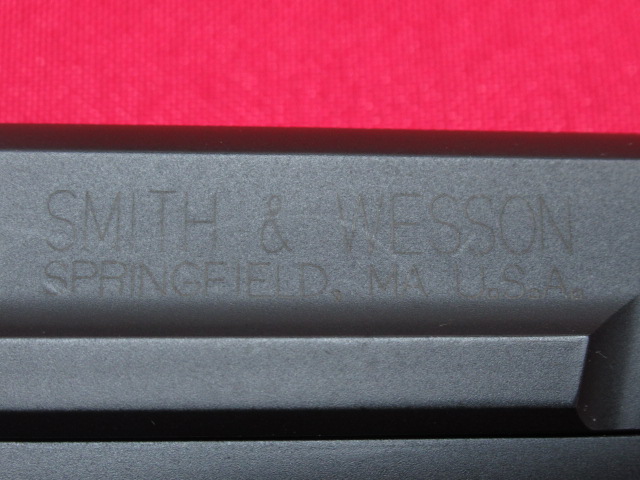 SMITH & WESSON
SPRINGFIELD, MA U.S.A.